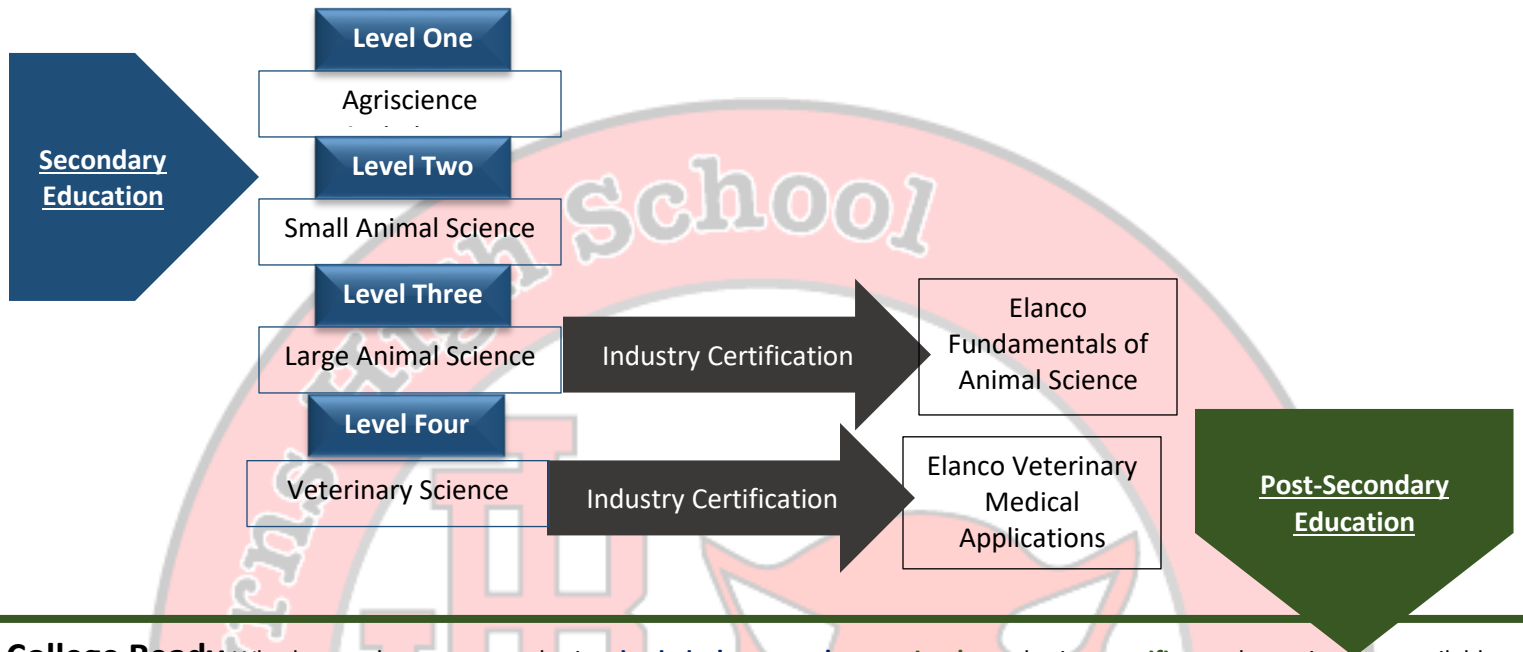 Level One
Agriscience
Secondary
Education
Level Two
Small Animal Science
Level Three
Large Animal Science
Industry Certification
Elanco
Fundamentals of
Animal Science
Level Four
Veterinary Science
Industry Certification
Elanco Veterinary
Medical
Applications
Post-Secondary
Education
High School
College Ready